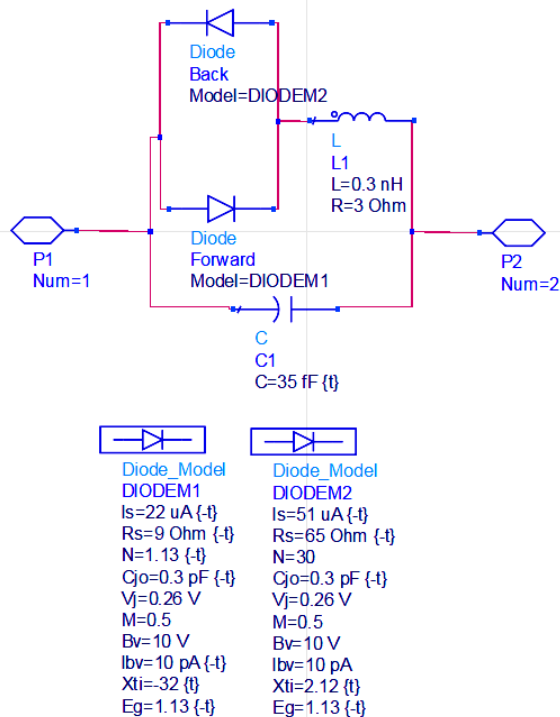 Diode
Back
Model=DIODEM2
L
L1
L=0.3 nH
R=3 Ohm
P1
Num=1
Diode
Forward
Model=DIODEM1
P2
Num=2
C
C1
C=35 fF {t}
Diode_Model
DIODEM1
Is=22 uA {-t}
Rs=9 Ohm {-t}
N=1.13 {-t}
Cjo=0.3 pF {-t}
Vj=0.26 V
M=0.5
Bv=10 V
Ibv=10 pA {-t}
Xti=-32 {t}
Eg=1.13 {-t}
Diode_Model
DIODEM2
Is=51 uA {-t}
Rs=65 Ohm {-t}
N=30
Cjo=0.3 pF {-t}
Vj=0.26 V
M=0.5
Bv=10 V
Ibv=10 pA
Xti=2.12 {t}
Eg=1.13 {-t}